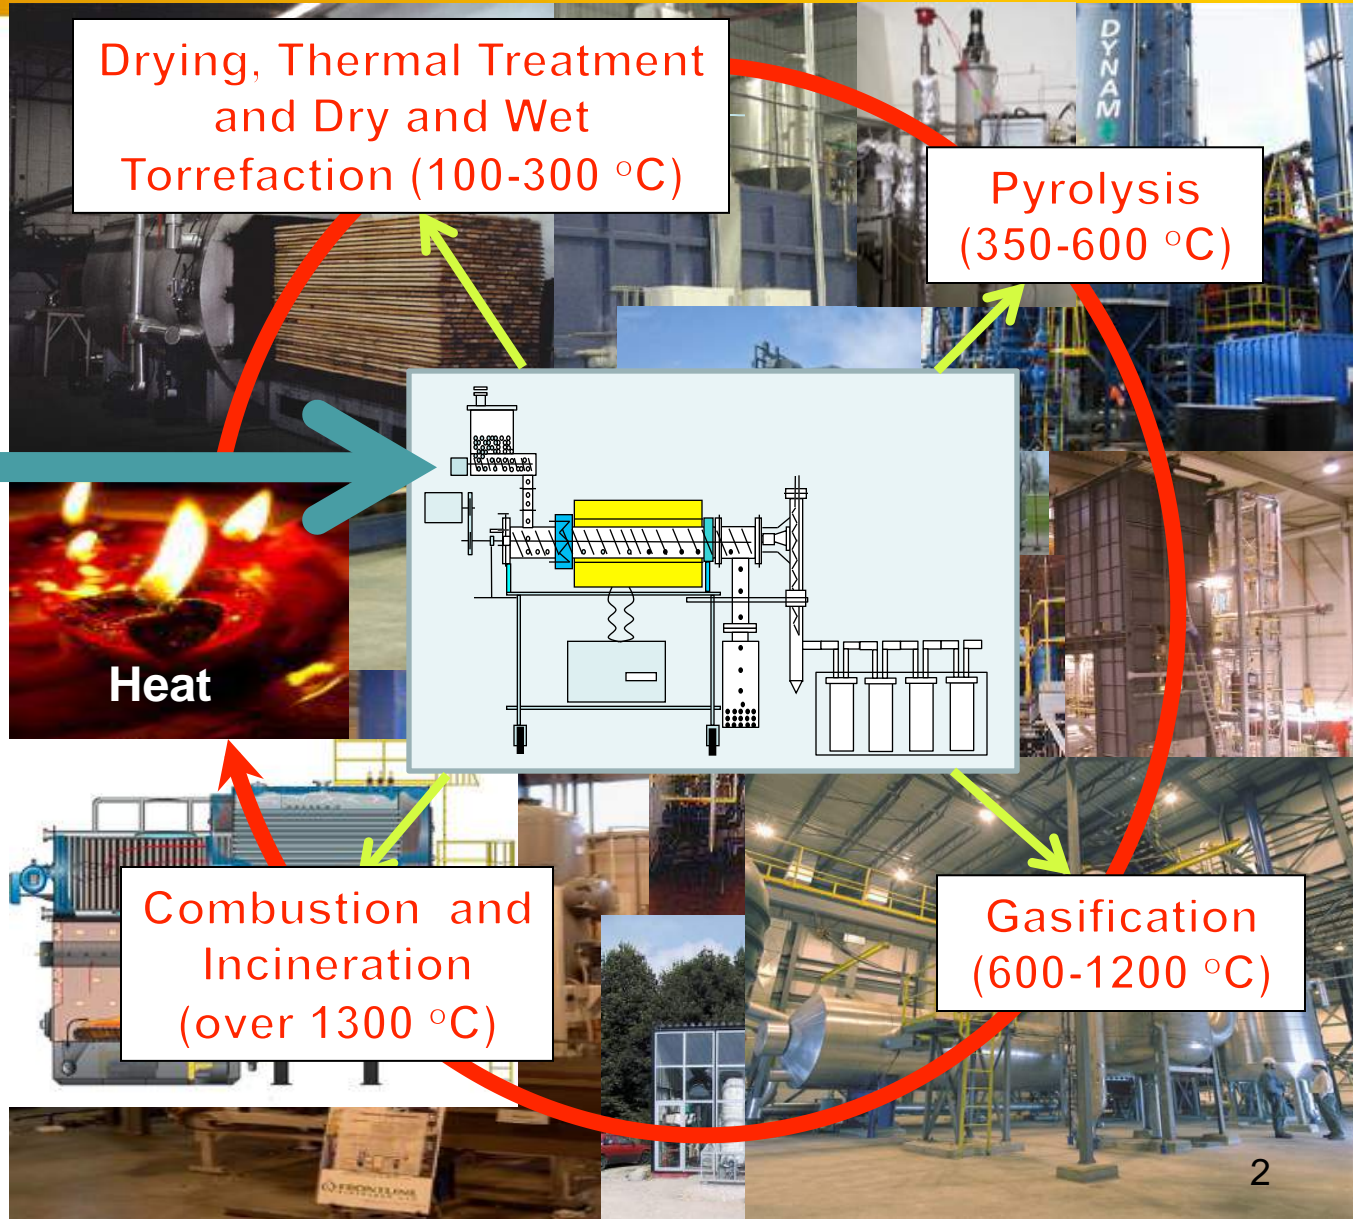 Drying, Thermal Treatment
and Dry and Wet
Torrefaction (100-300 °C)
DYNAM
Pyrolysis
(350-600 °C)
Heat
Combustion and
Incineration
(over 1300 °C)
Gasification
(600-1200 °C)
FRONTLINE
2